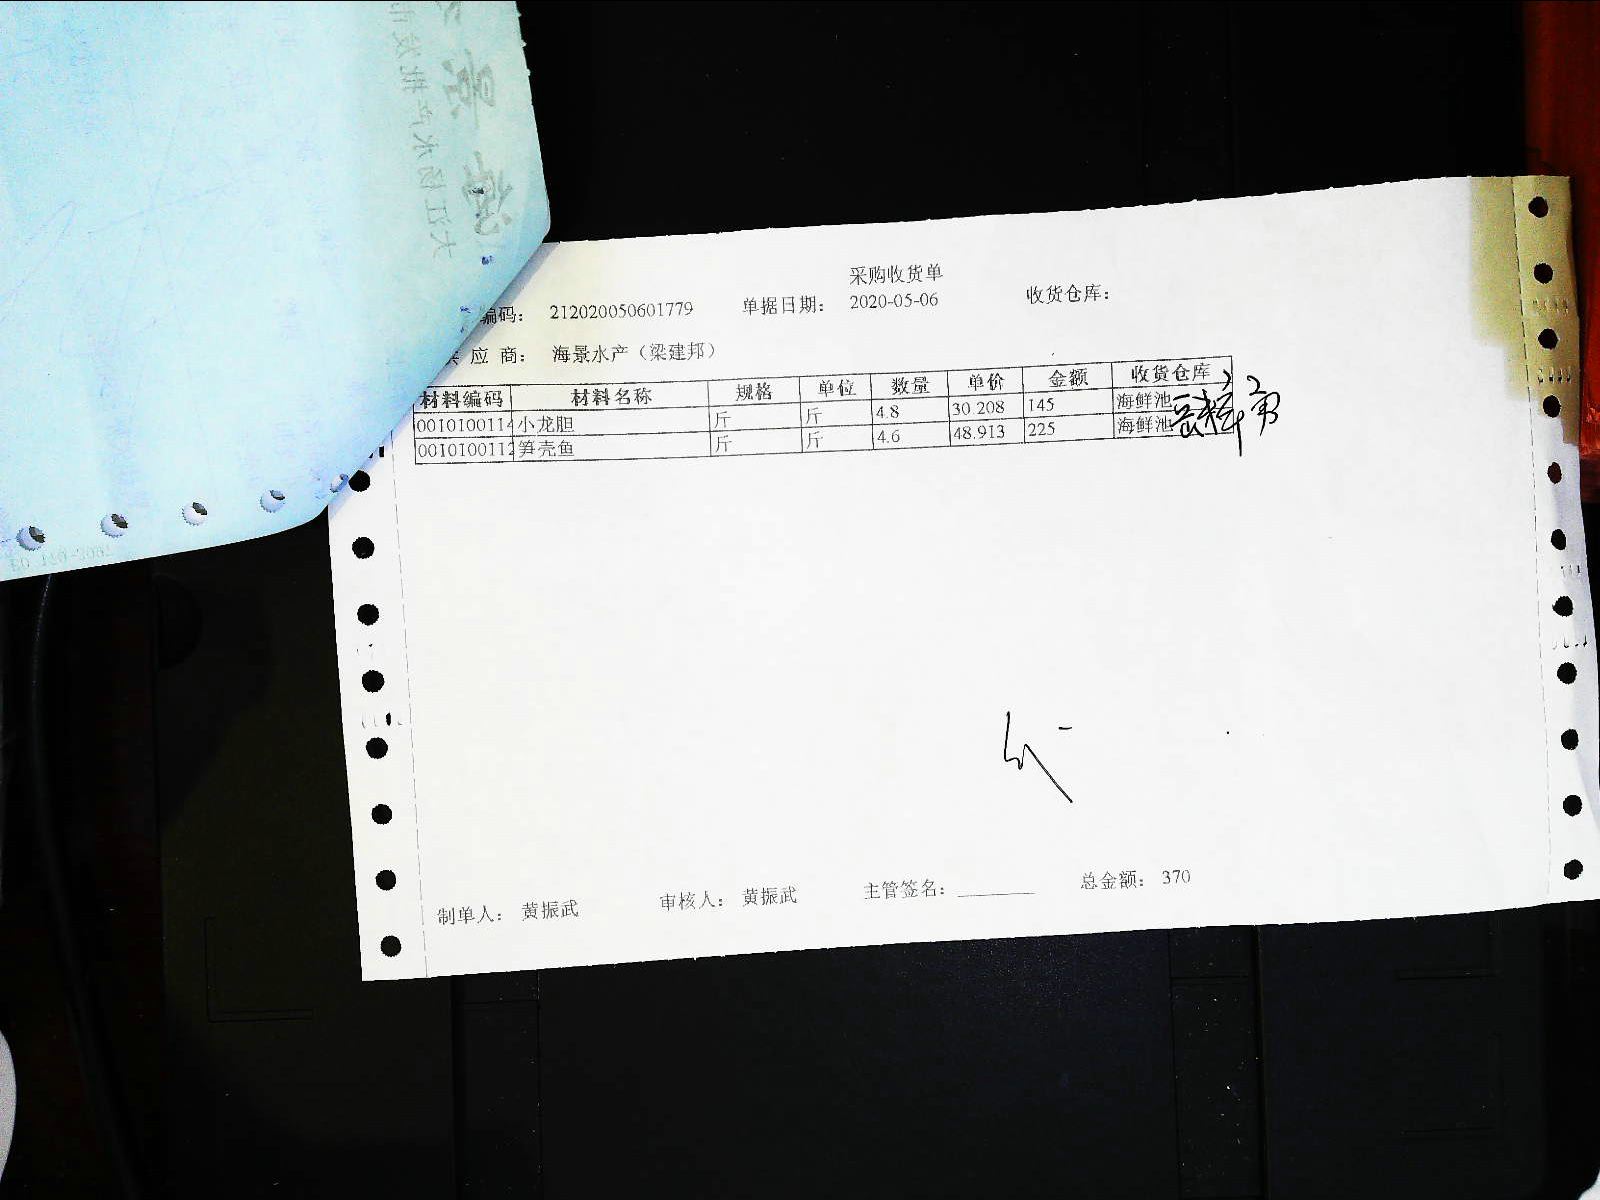 采购收货单
编码： 212020050601779 单据日期： 2020-05-06 收货仓库：
应 商： 海景水产（梁建邦）
材料编码 材料名称 规格 单位 数量 单价 金额 收货仓库
0010100114 小龙胆 斤 斤 4.8 30.208 145 海鲜池
0010100112 笋壳鱼 斤 斤 4.6 48.913 225 海鲜池
制单人： 黄振武 审核人： 黄振武 主管签名： 总金额： 370